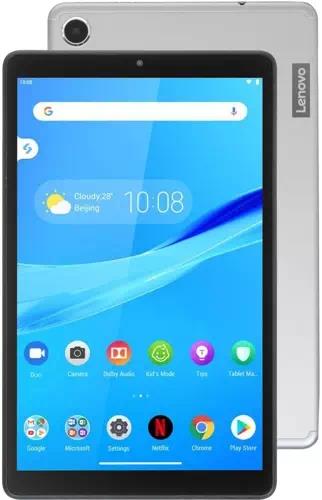 10:08
G
Cloudy,28°
Beijing
10:08
Duo
Camera
Dolby Audio
Kid's Mode
Tips
Tablet Ma...
Google
Microsoft
Settings
Netflix
Chrome
Play Store
Lenovo